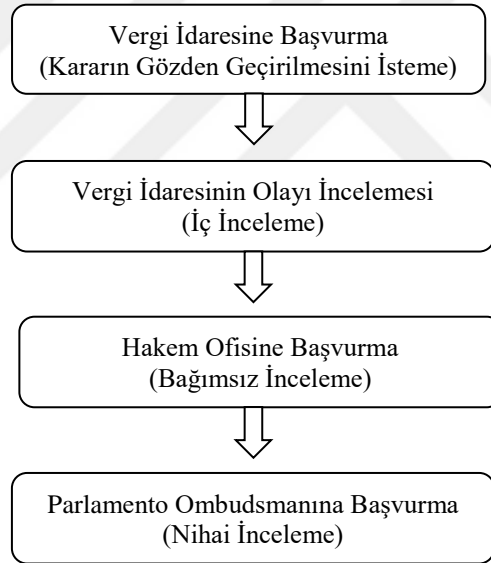 Vergi İdaresine Başvurma
(Kararın Gözden Geçirilmesini İsteme)
Vergi İdaresinin Olayı İncelemesi
(İç İnceleme)
Hakem Ofisine Başvurma
(Bağımsız İnceleme)
Parlamento Ombudsmanına Başvurma
(Nihai İnceleme)